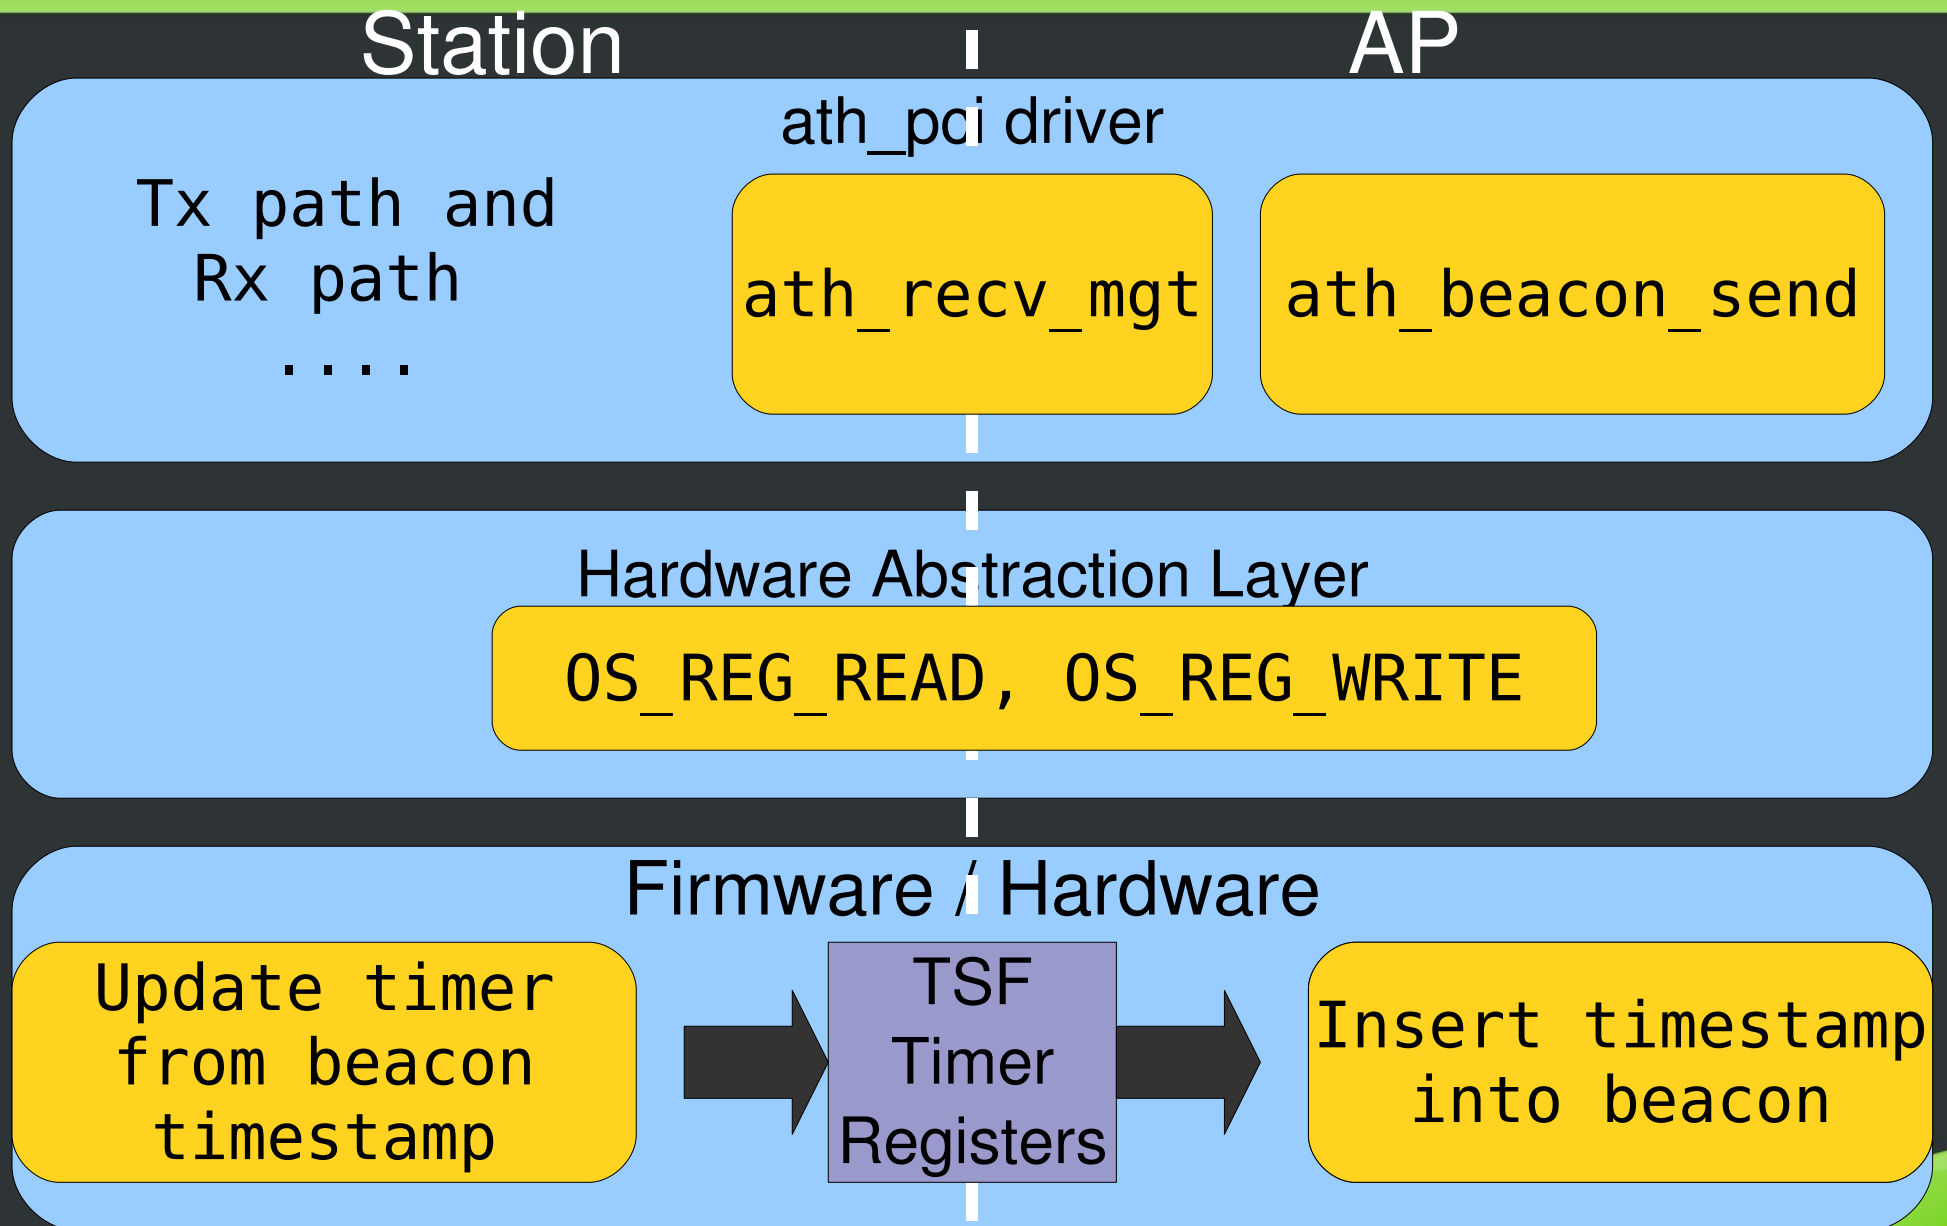 Station
AP
ath_pci driver
Tx path and
Rx path
....
ath_recv_mgt
ath_beacon_send
Hardware Abstraction Layer
OS_REG_READ, OS_REG_WRITE
Firmware / Hardware
Update timer
from beacon
timestamp
TSF
Timer
Registers
Insert timestamp
into beacon